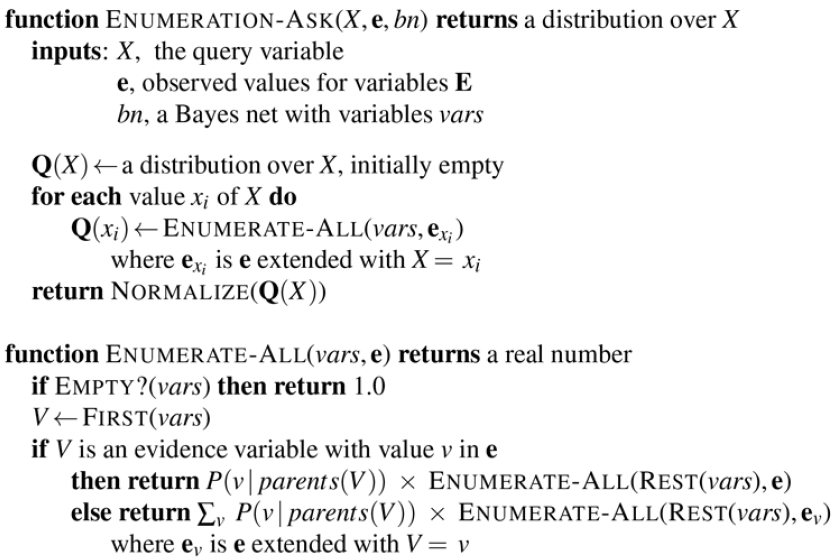 function ENUMERATION-ASK(X, e, bn) returns a distribution over X
inputs: X, the query variable
e, observed values for variables E
bn, a Bayes net with variables vars
Q(X) ← a distribution over X, initially empty
for each value xᵢ of X do
Q(xᵢ) ← ENUMERATE-ALL(vars, e_xᵢ)
where e_xᵢ is e extended with X = xᵢ
return NORMALIZE(Q(X))
function ENUMERATE-ALL(vars, e) returns a real number
if EMPTY?(vars) then return 1.0
V ← FIRST(vars)
if V is an evidence variable with value v in e
then return P(v | parents(V)) × ENUMERATE-ALL(REST(vars), e)
else return ∑ᵥ P(v | parents(V)) × ENUMERATE-ALL(REST(vars), eᵥ)
where eᵥ is e extended with V = v